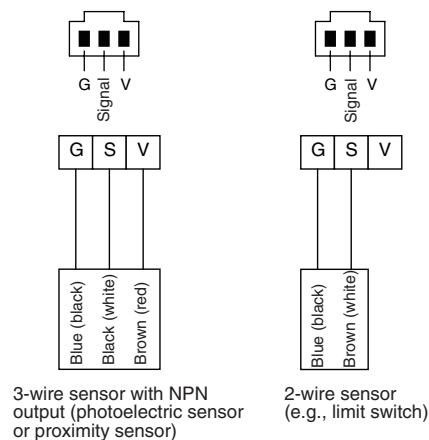 G V G V
Signal Signal
G S V G S V
Blue (black)
Black (white)
Brown (red)
Blue (black)
Brown (white)
3-wire sensor with NPN
output (photoelectric sensor
or proximity sensor)
2-wire sensor
(e.g., limit switch)